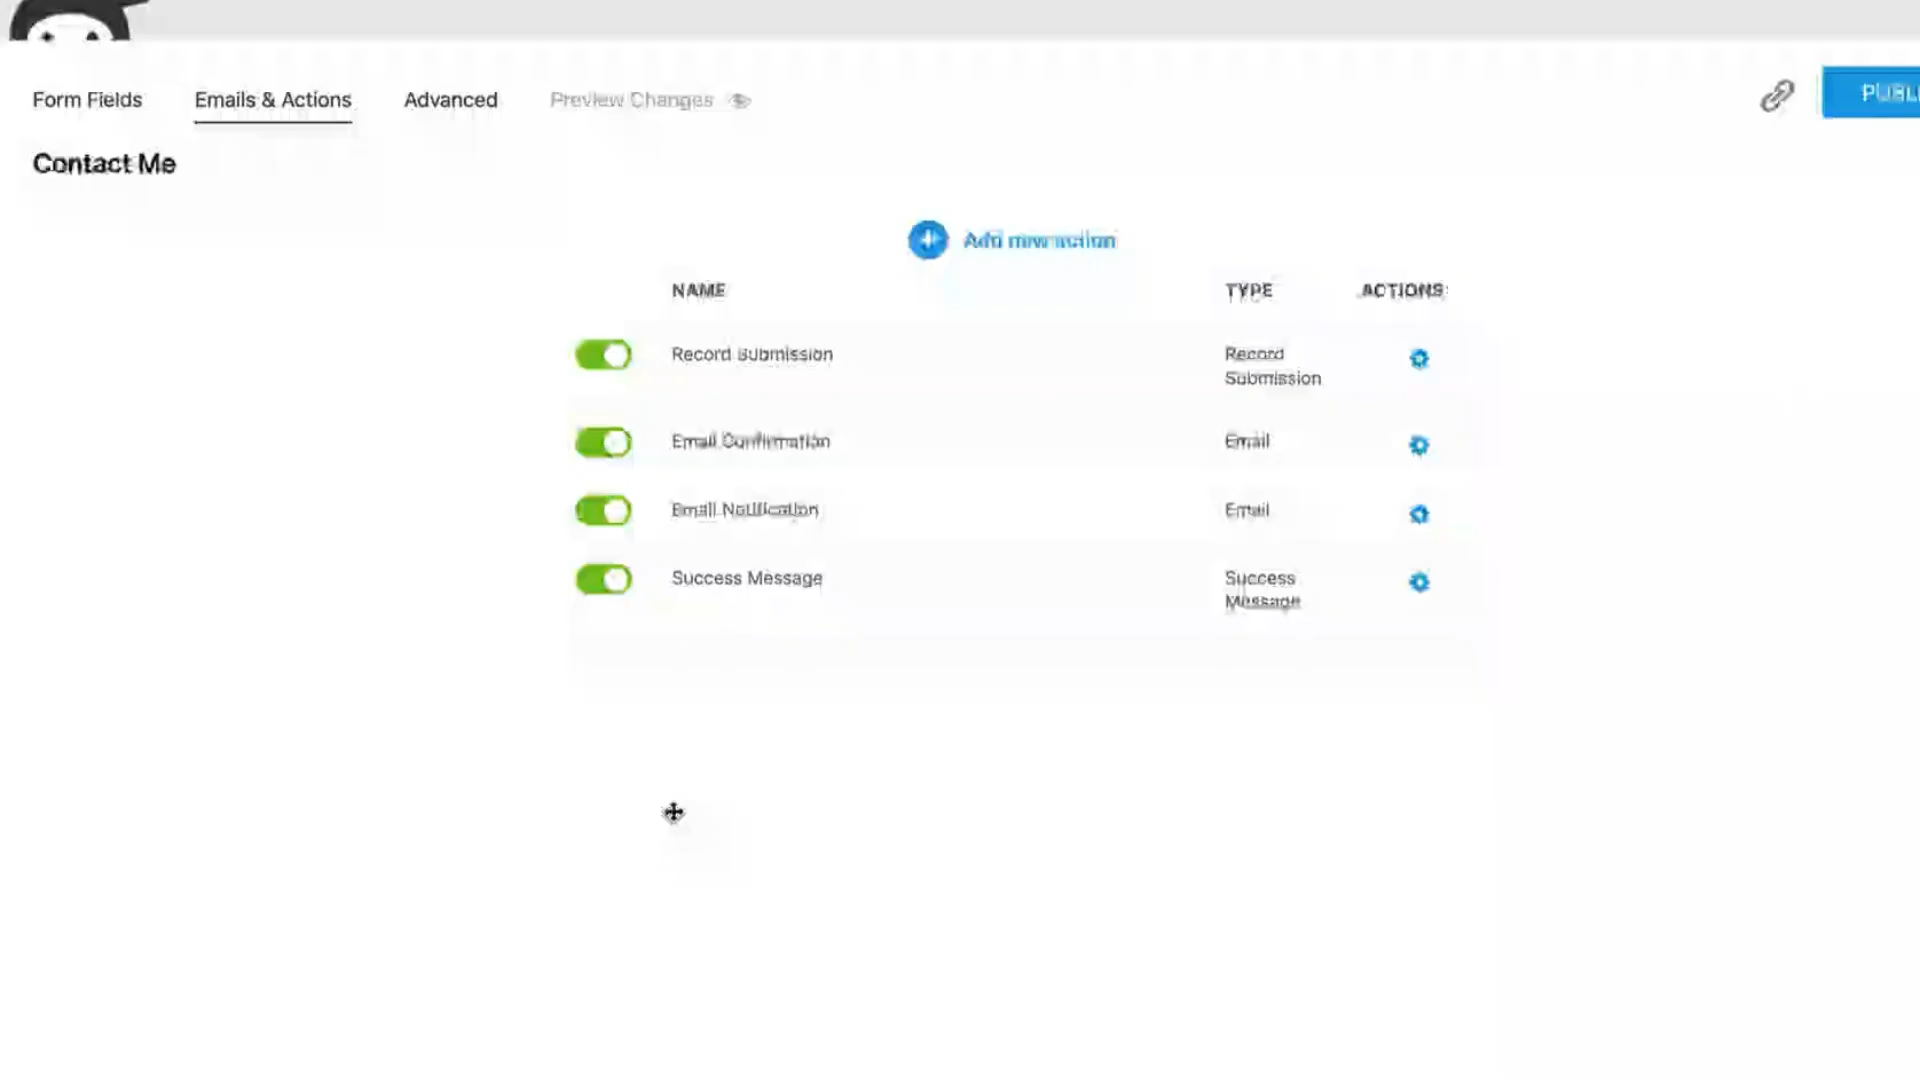 Form Fields
Emails & Actions
Advanced
Preview Changes
PUBLI
Contact Me
Add new action
NAME
TYPE
ACTIONS
Record Submission
Record
Submission
Email Confirmation
Email
Email Notification
Email
Success Message
Success
Message